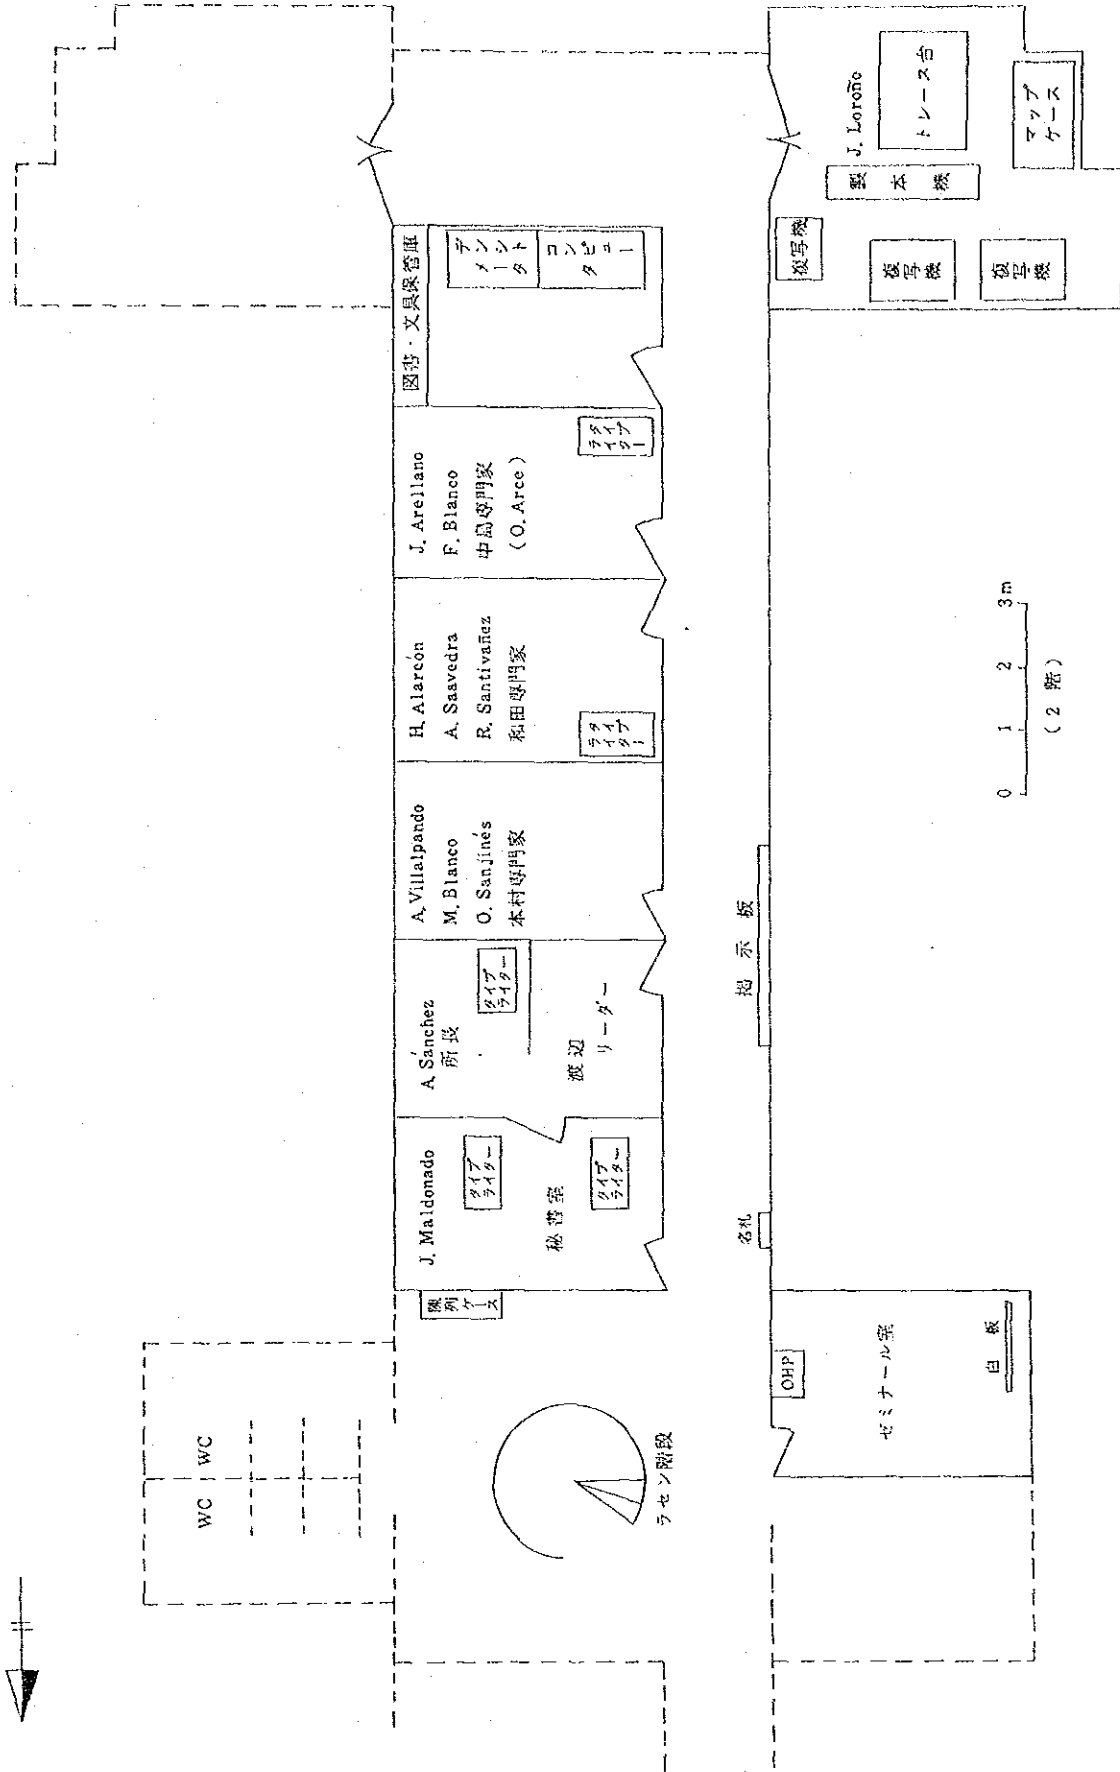 WC
WC
ラセン階段
陳列
ケース
J. Maldonado
タイプ
ライター
秘書室
タイプ
ライター
A. Sánchez
所長
タイプ
ライター
渡辺
リーダー
A. Villalpando
M. Blanco
O. Sanjinés
本村専門家
H. Alarcón
A. Saavedra
R. Santivañez
和田専門家
タイプ
ライター
J. Arellano
F. Blanco
中島専門家
(O. Arce)
タイプ
ライター
図書・文具保管庫
デンシト
メータ
コンピュー
タ
OHP
ゼミナール室
白板
名札
掲示板
複写機
複写機
複写機
製本機
J. Loroño
トレース台
マップ
ケース
0 1 2 3m
(2階)